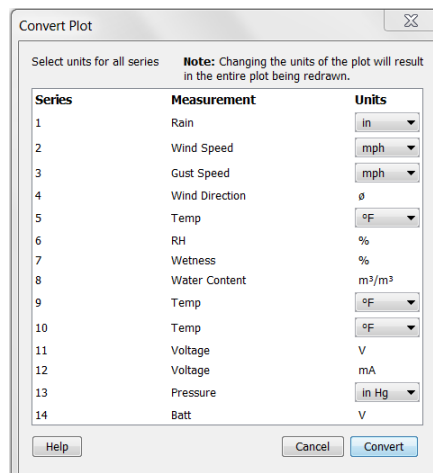 Convert Plot
Select units for all series Note: Changing the units of the plot will result
in the entire plot being redrawn.
Series Measurement Units
1 Rain in
2 Wind Speed mph
3 Gust Speed mph
4 Wind Direction ø
5 Temp °F
6 RH %
7 Wetness %
8 Water Content m³/m³
9 Temp °F
10 Temp °F
11 Voltage V
12 Voltage mA
13 Pressure in Hg
14 Batt V
Help Cancel Convert